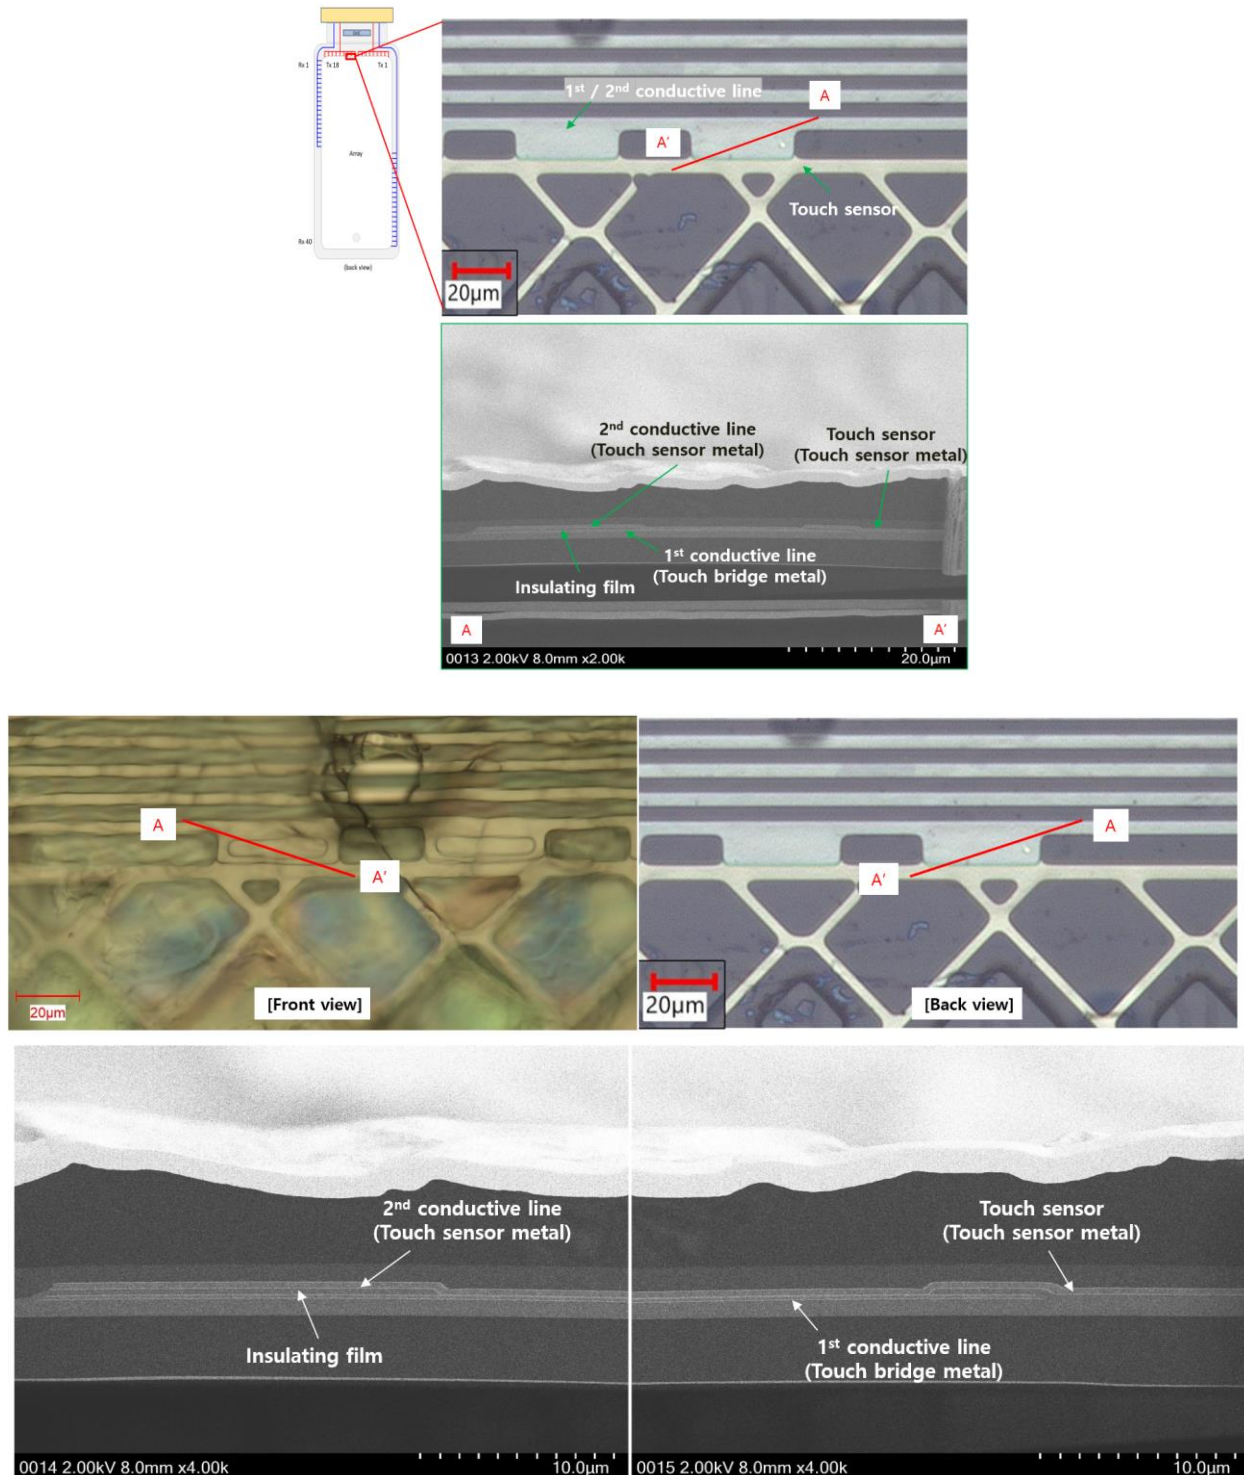 Rx 1
Tx 18
Tx 1
Array
Rx 40
(back view)
1st / 2nd conductive line
A
A'
Touch sensor
20μm
2nd conductive line
(Touch sensor metal)
Touch sensor
(Touch sensor metal)
1st conductive line
(Touch bridge metal)
Insulating film
A
A'
0013 2.00kV 8.0mm x2.00k
20.0μm
A
A'
20μm
[Front view]
A
A'
20μm
[Back view]
2nd conductive line
(Touch sensor metal)
Insulating film
0014 2.00kV 8.0mm x4.00k
10.0μm
Touch sensor
(Touch sensor metal)
1st conductive line
(Touch bridge metal)
0015 2.00kV 8.0mm x4.00k
10.0μm